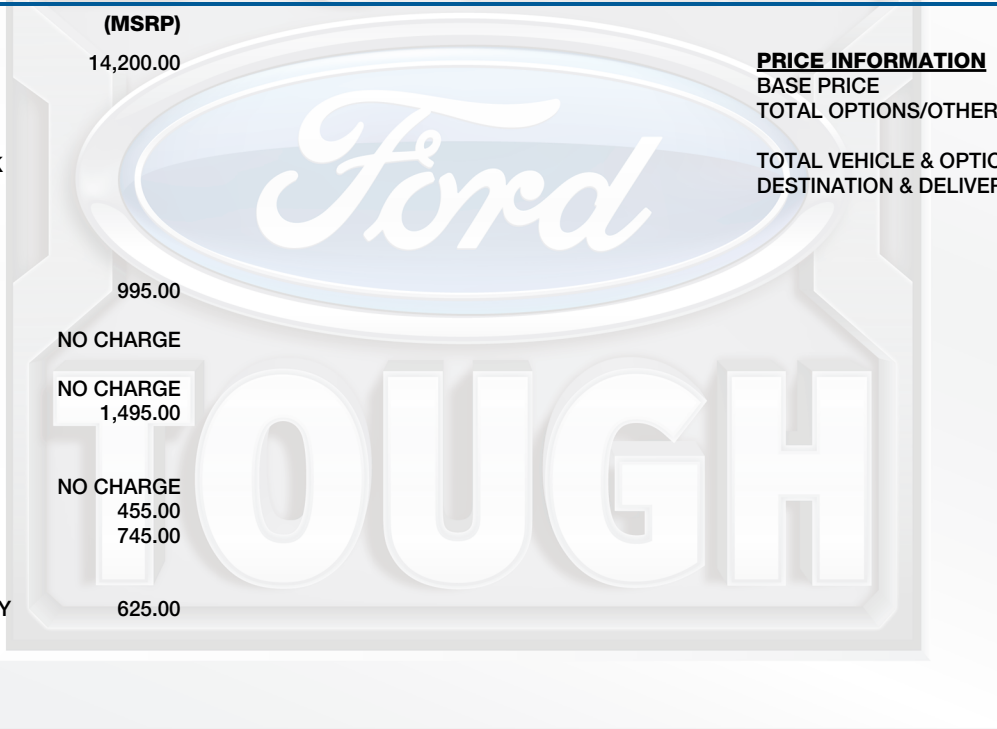 (MSRP)
14,200.00
K
995.00
NO CHARGE
NO CHARGE
1,495.00
NO CHARGE
455.00
745.00
Y 625.00
PRICE INFORMATION
BASE PRICE
TOTAL OPTIONS/OTHER
TOTAL VEHICLE & OPTIO
DESTINATION & DELIVER
Ford
TOUGH